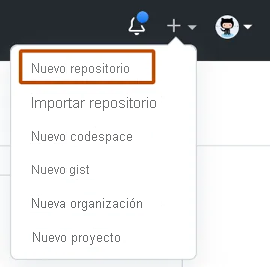 Nuevo repositorio
Importar repositorio
Nuevo codespace
Nuevo gist
Nueva organización
Nuevo proyecto